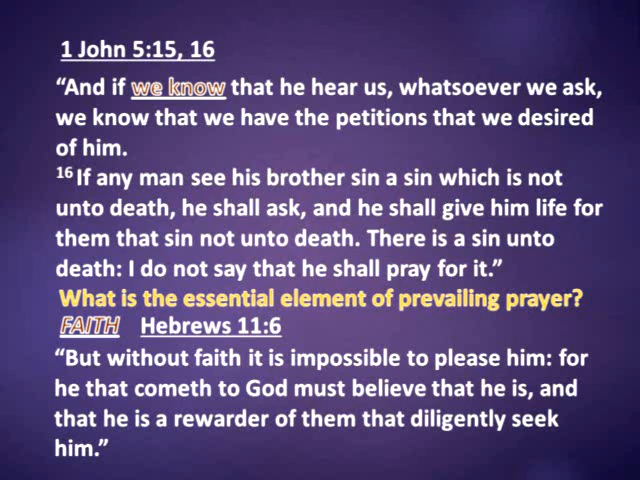 1 John 5:15, 16
“And if we know that he hear us, whatsoever we ask,
we know that we have the petitions that we desired
of him.
16 If any man see his brother sin a sin which is not
unto death, he shall ask, and he shall give him life for
them that sin not unto death. There is a sin unto
death: I do not say that he shall pray for it.”
What is the essential element of prevailing prayer?
FAITH Hebrews 11:6
“But without faith it is impossible to please him: for
he that cometh to God must believe that he is, and
that he is a rewarder of them that diligently seek
him.”